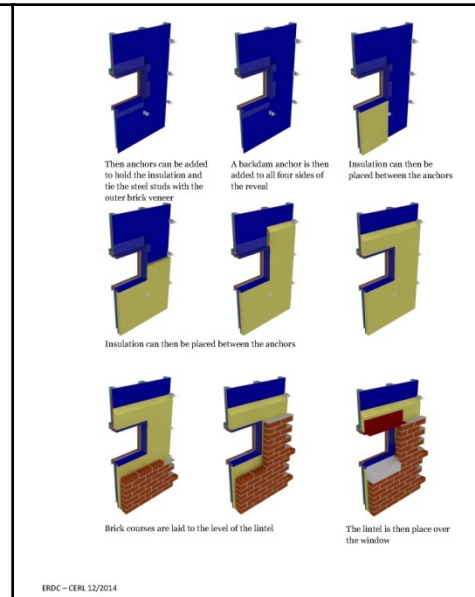 Then anchors can be added
to hold the insulation and
tie the steel studs with the
outer brick veneer
A backdam anchor is then
added to all four sides of
the reveal
Insulation can then be
placed between the anchors
Insulation can then be placed between the anchors
Brick courses are laid to the level of the lintel
The lintel is then place over
the window
ERDC – CERL 12/2014